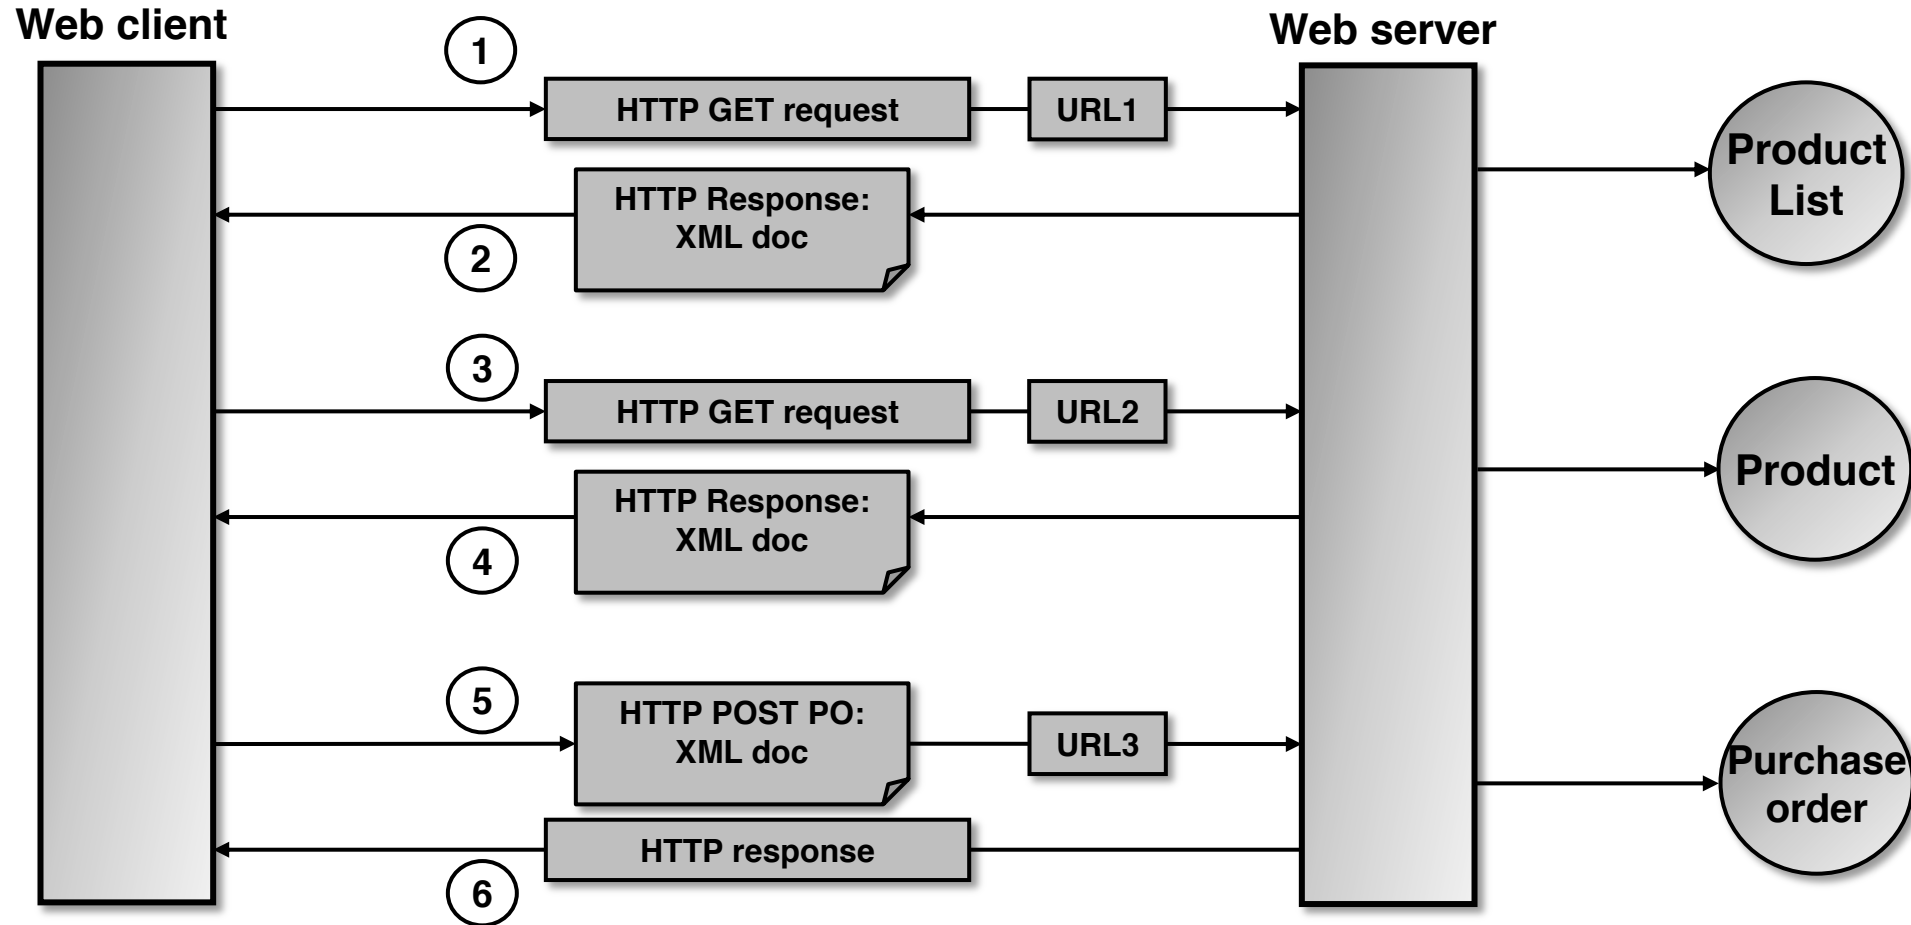 Web client
Web server
1
HTTP GET request
URL1
Product
List
HTTP Response:
XML doc
2
3
HTTP GET request
URL2
Product
HTTP Response:
XML doc
4
5
HTTP POST PO:
XML doc
URL3
Purchase
order
HTTP response
6